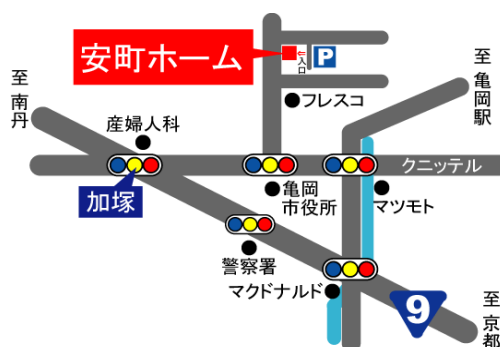 安町ホーム
⇐入口
P
至 亀岡駅
至 南丹
フレスコ
産婦人科
クニッテル
加塚
亀岡
市役所
マツモト
警察署
マクドナルド
9
至 京都